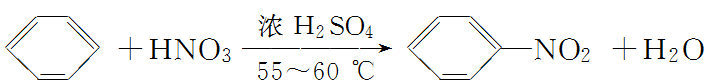 +HNO₃ 浓 H₂SO₄ 55~60 ℃ —NO₂ +H₂O